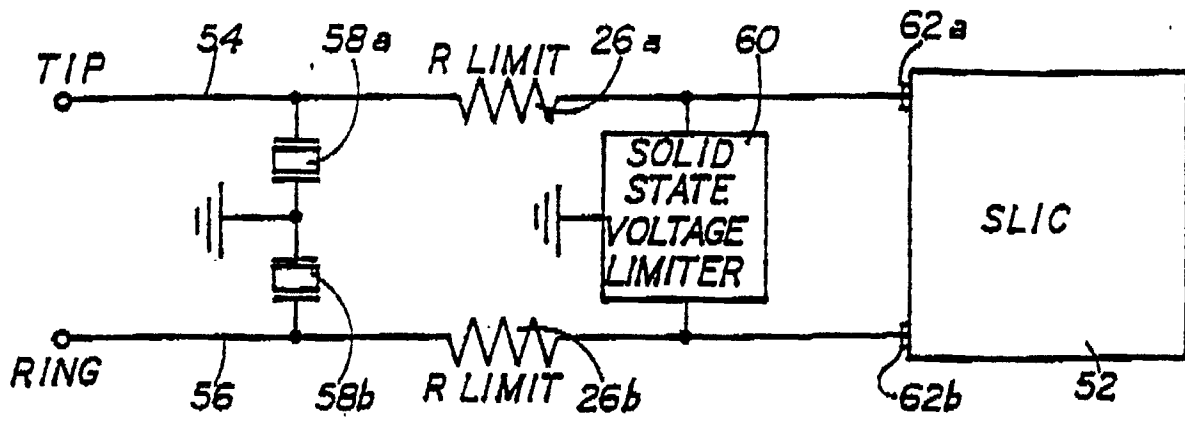 54
58a
R LIMIT
26a
60
62a
TIP
SOLID
STATE
VOLTAGE
LIMITER
SLIC
RING
56
58b
R LIMIT
26b
62b
52